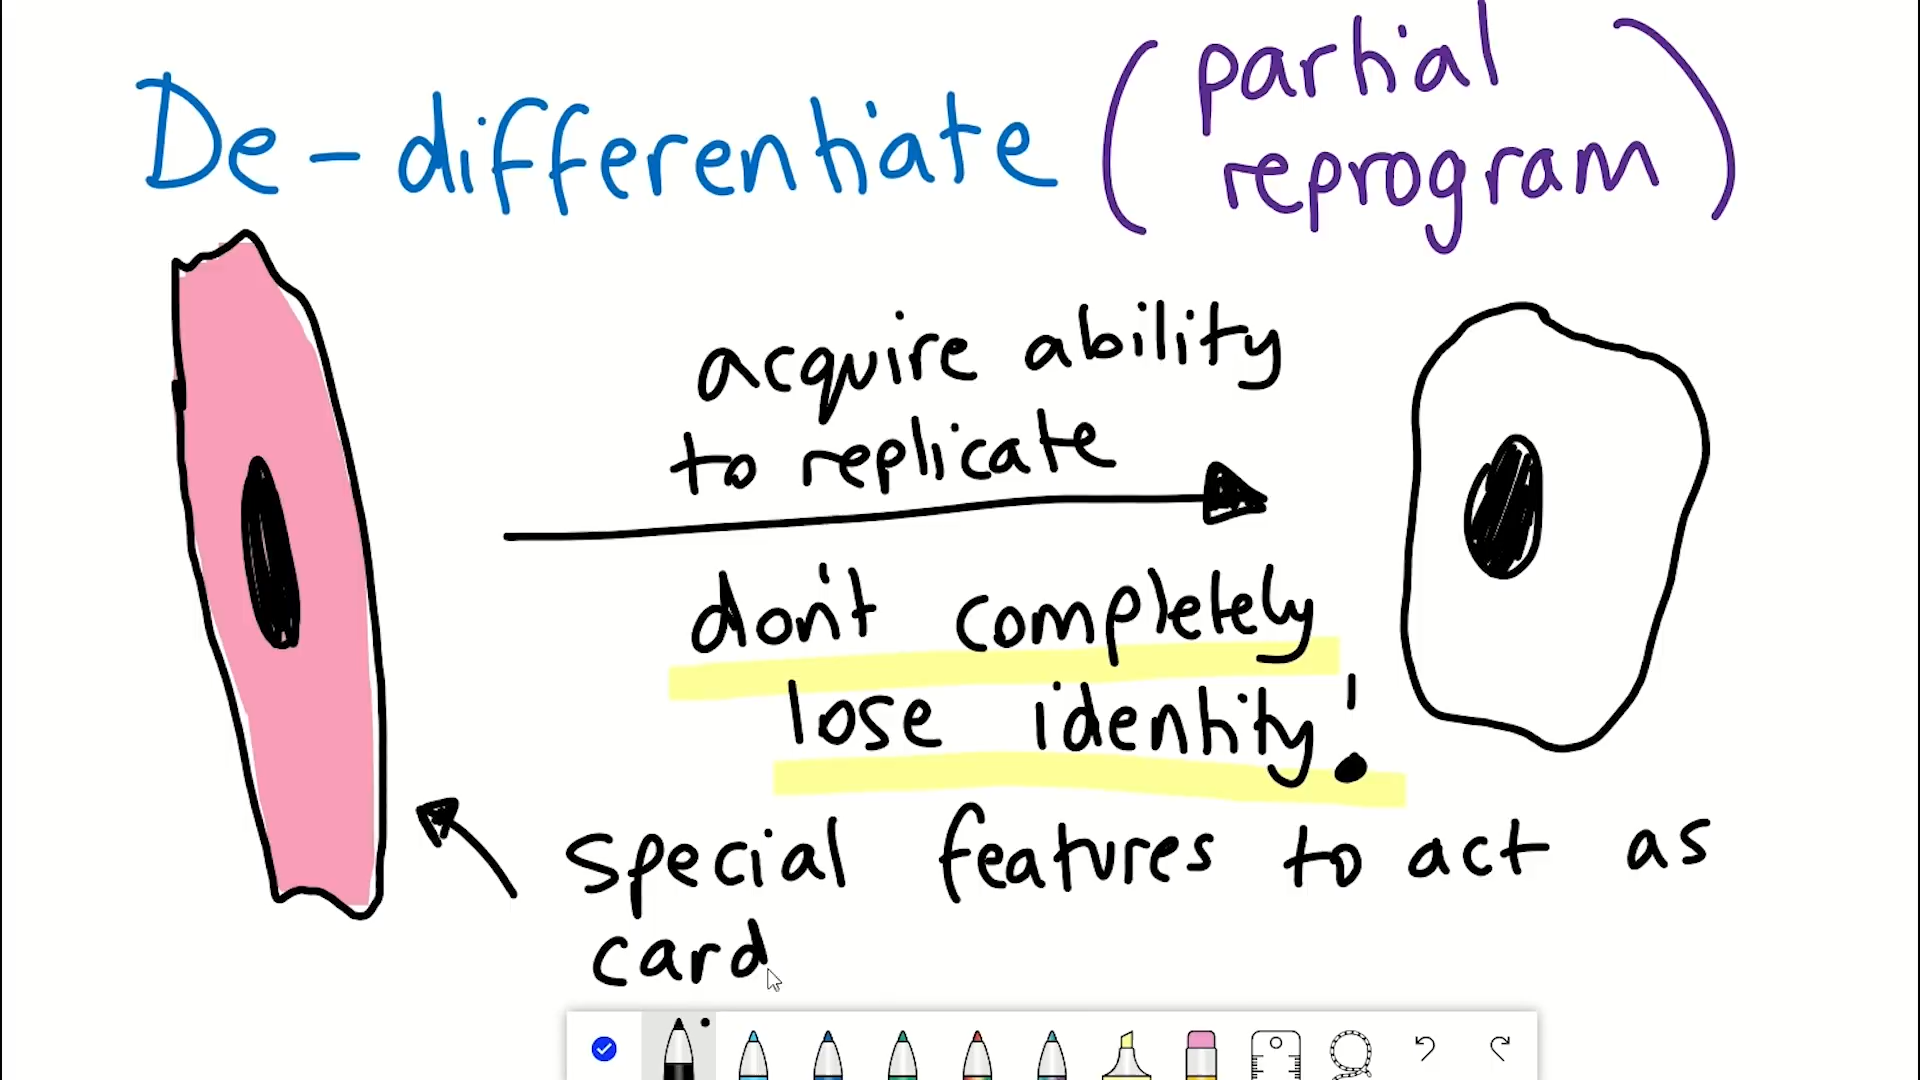 De-differentiate (partial
reprogram)
acquire ability
to replicate
don't completely
lose identity!
special features to act as
card